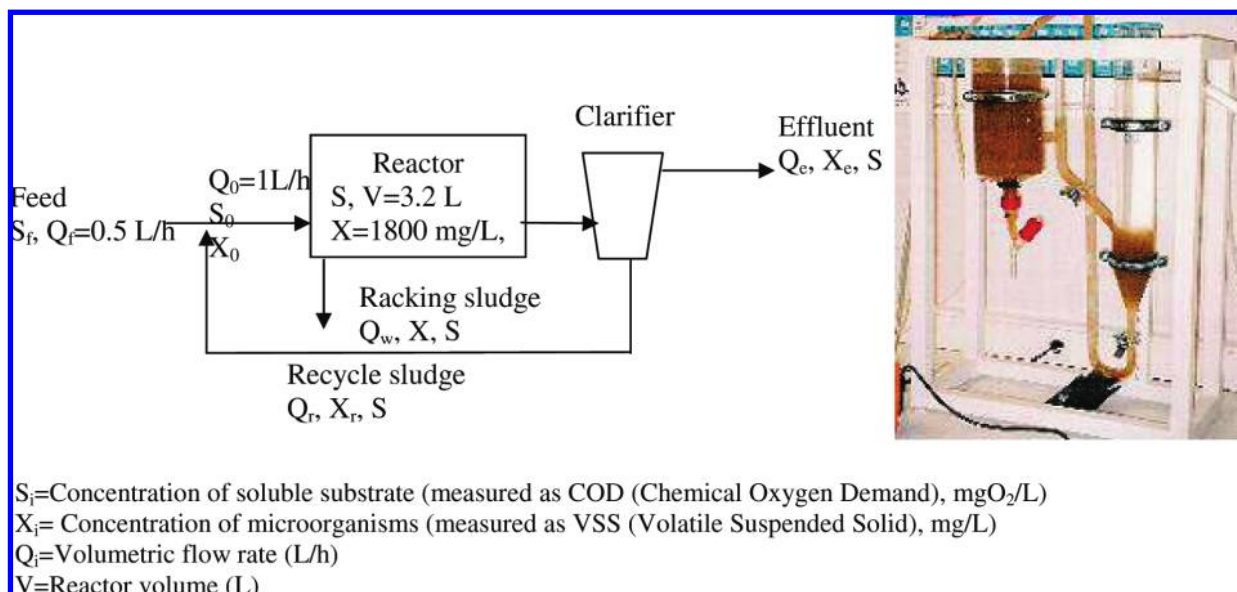 Clarifier
Effluent
Qe, Xe, S
Reactor
S, V=3.2 L
X=1800 mg/L,
Q0=1L/h
S0
X0
Feed
Sf, Qf=0.5 L/h
Racking sludge
Qw, X, S
Recycle sludge
Qr, Xr, S
Si=Concentration of soluble substrate (measured as COD (Chemical Oxygen Demand), mgO2/L)
Xi= Concentration of microorganisms (measured as VSS (Volatile Suspended Solid), mg/L)
Qi=Volumetric flow rate (L/h)
V=Reactor volume (L)